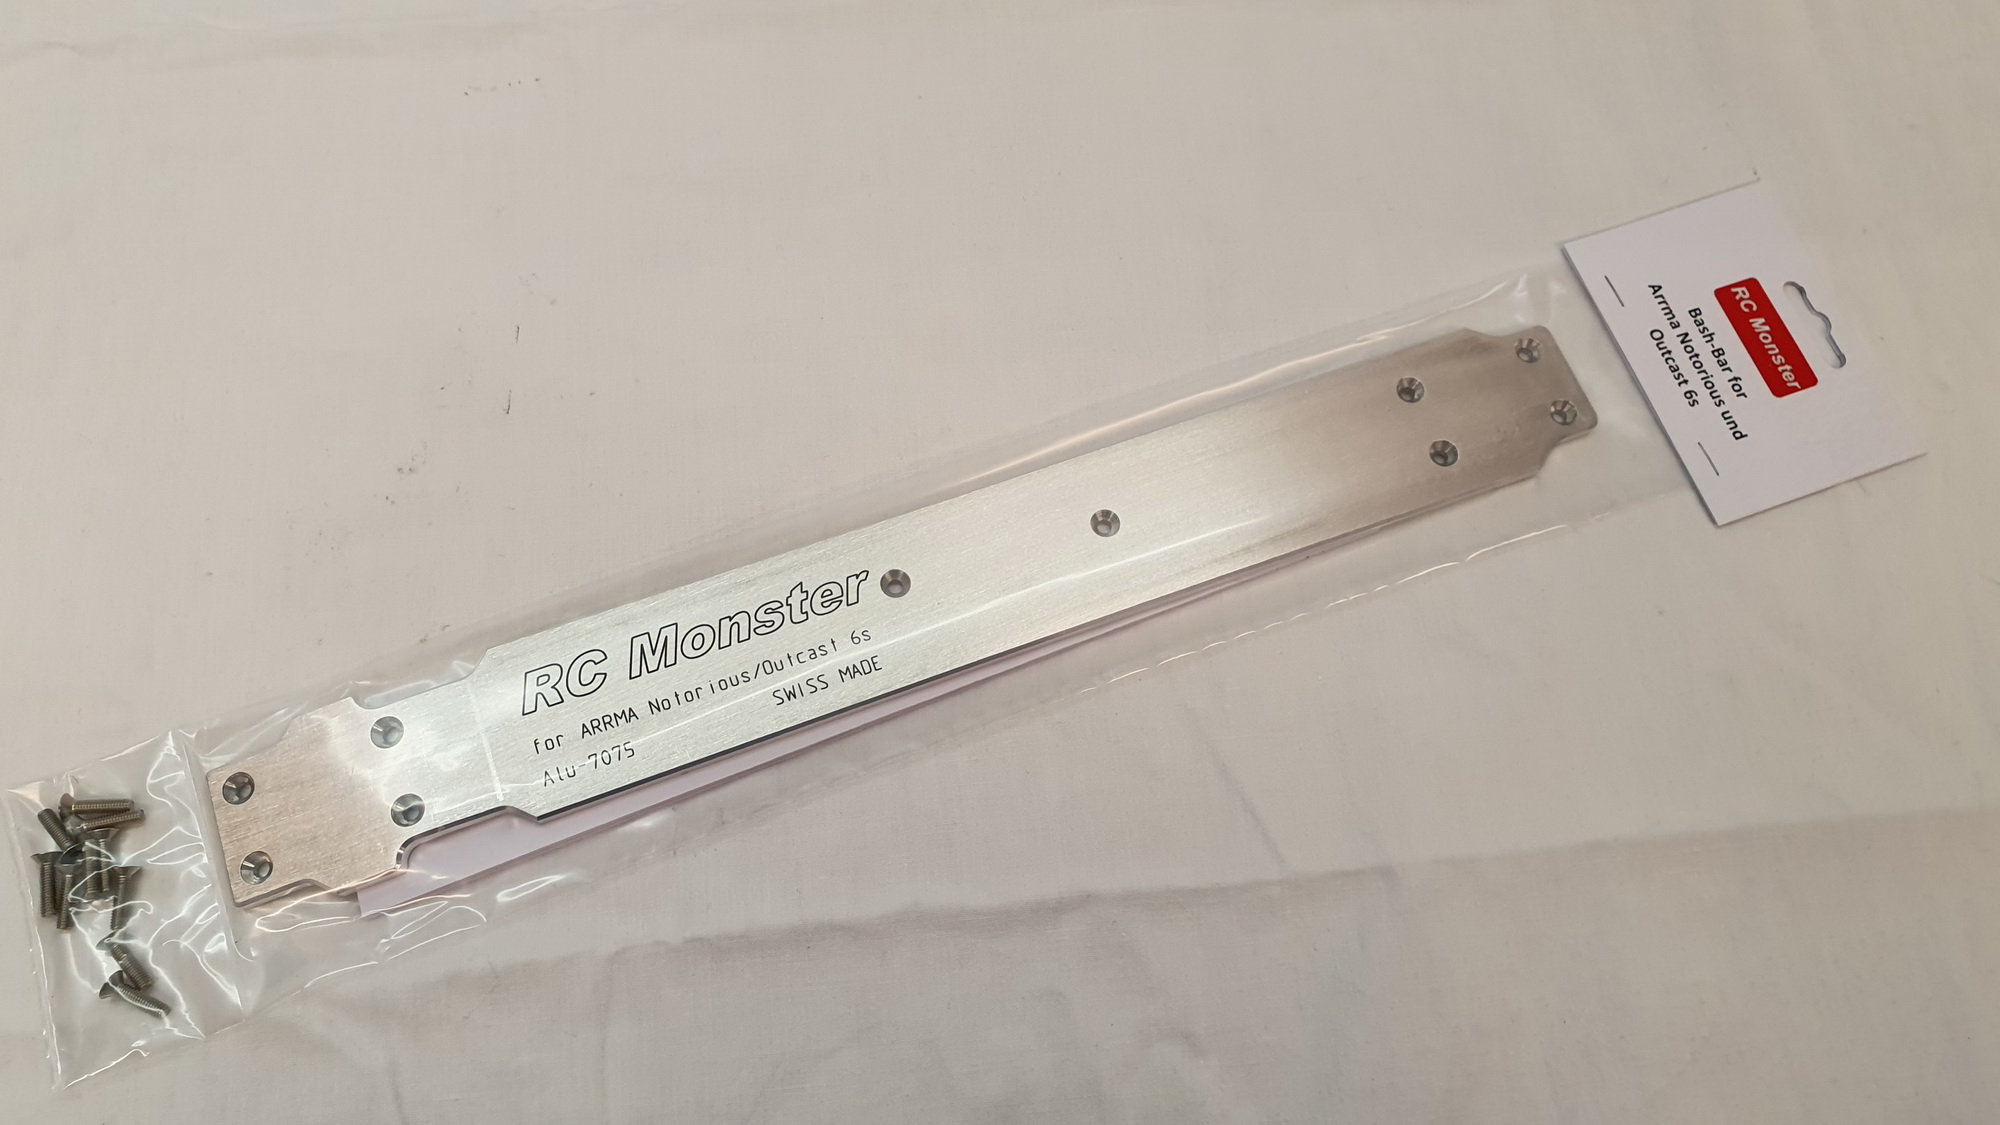 RC Monster
for ARRMA Notorious/Outcast 6s
Alu-7075 SWISS MADE
RC Monster
Bash-Bar for
Arrma Notorious und
Outcast 6s